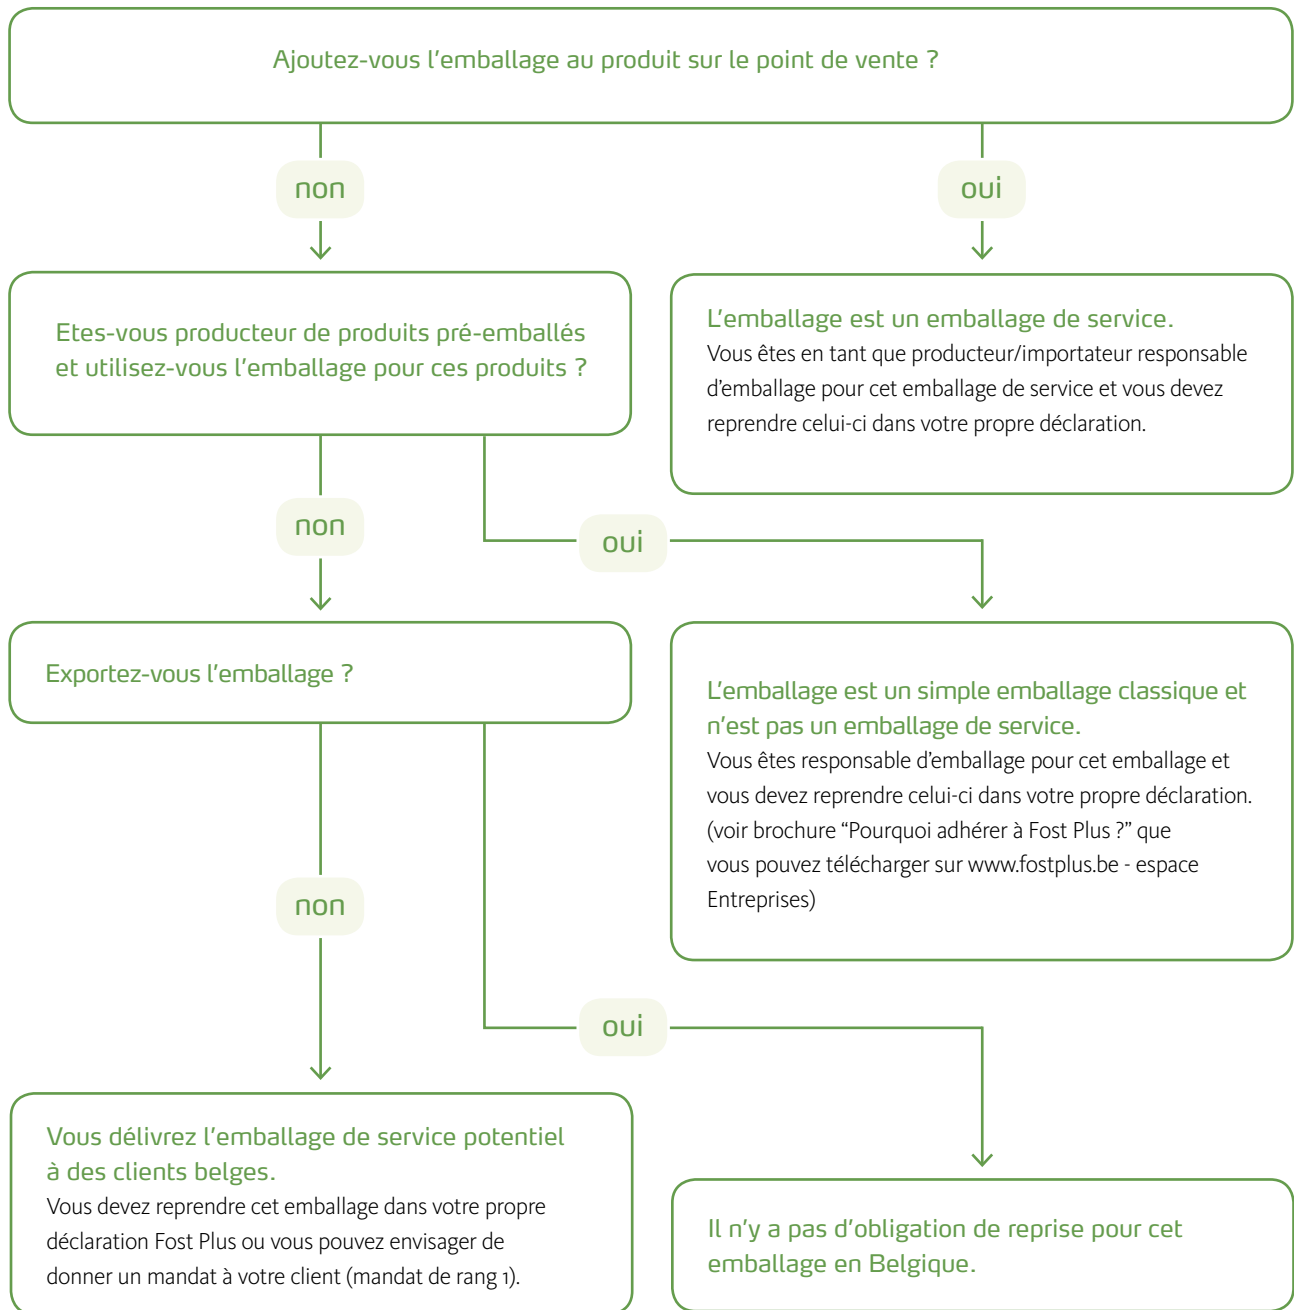 Ajoutez-vous l'emballage au produit sur le point de vente ?
non
oui
Etes-vous producteur de produits pré-emballés
et utilisez-vous l'emballage pour ces produits ?
L'emballage est un emballage de service.
Vous êtes en tant que producteur/importateur responsable
d'emballage pour cet emballage de service et vous devez
reprendre celui-ci dans votre propre déclaration.
non
oui
Exportez-vous l'emballage ?
L'emballage est un simple emballage classique et
n'est pas un emballage de service.
Vous êtes responsable d'emballage pour cet emballage et
vous devez reprendre celui-ci dans votre propre déclaration.
(voir brochure “Pourquoi adhérer à Fost Plus ?” que
vous pouvez télécharger sur www.fostplus.be - espace
Entreprises)
non
oui
Vous délivrez l'emballage de service potentiel
à des clients belges.
Vous devez reprendre cet emballage dans votre propre
déclaration Fost Plus ou vous pouvez envisager de
donner un mandat à votre client (mandat de rang 1).
Il n'y a pas d'obligation de reprise pour cet
emballage en Belgique.